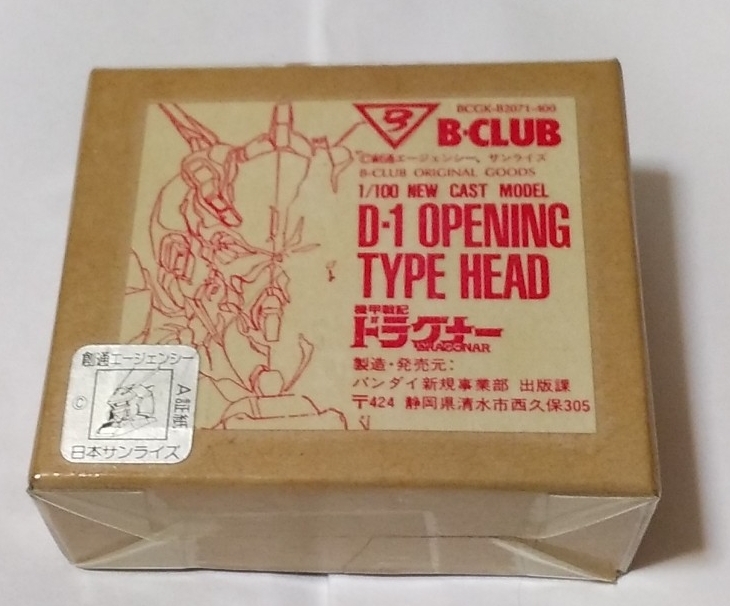 BCGK-B2071-400
B-CLUB
©創通エージェンシー、サンライズ
B-CLUB ORIGINAL GOODS
1/100 NEW CAST MODEL
D-1 OPENING
TYPE HEAD
機甲戦記
ドラグナー
DRAGONAR
製造・発売元:
バンダイ新規事業部 出版課
〒424 静岡県清水市西久保305
創通エージェンシー
©
A証紙
日本サンライズ